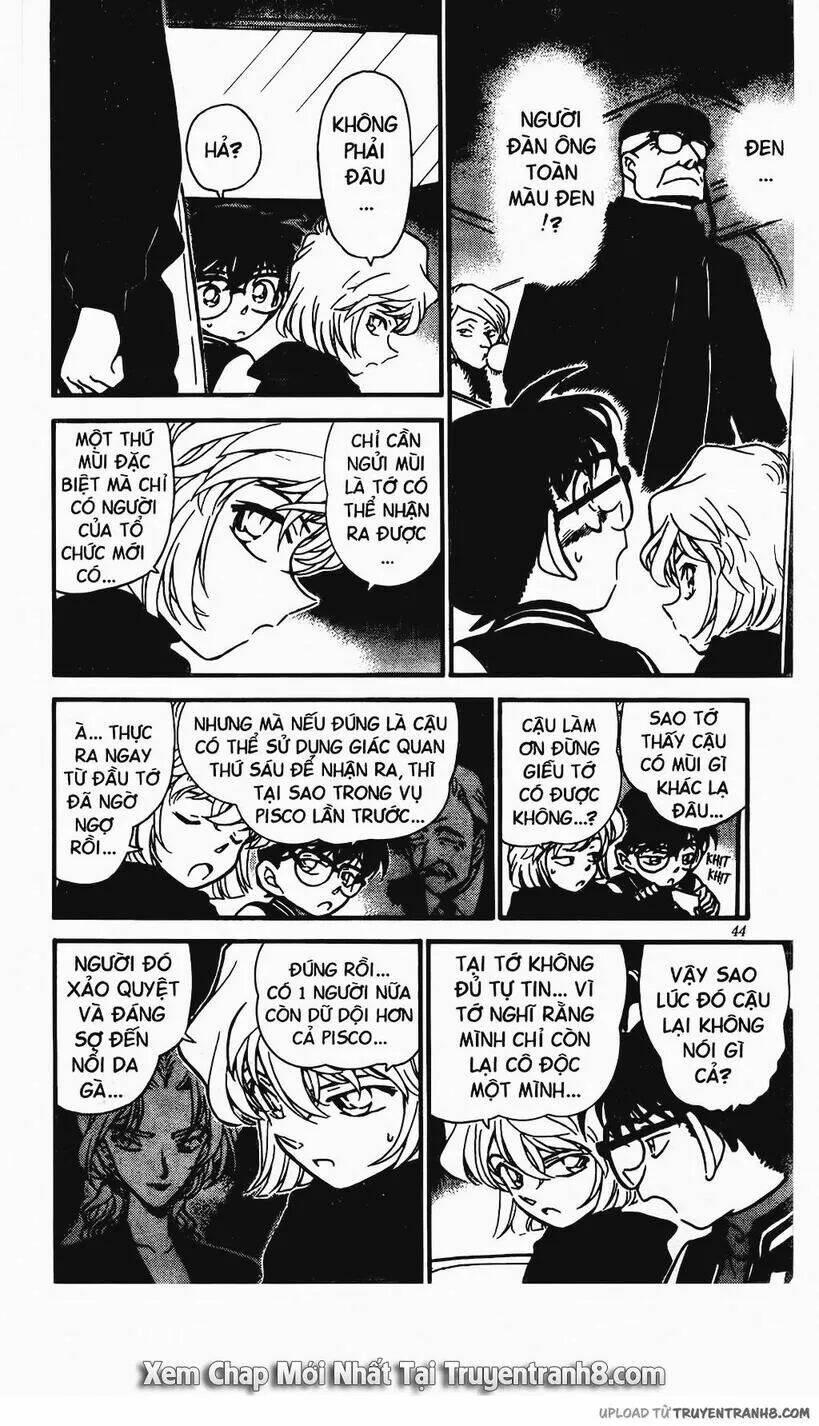 ĐEN
...
NGƯỜI
ĐÀN ÔNG
TOÀN
MÀU ĐEN
!?
KHÔNG
PHẢI
ĐÂU
...
HẢ?
CHỈ CẦN
NGỬI MÙI
LÀ TỚ CÓ
THỂ NHẬN
RA ĐƯỢC
...
MỘT THỨ
MÙI ĐẶC
BIỆT MÀ CHỈ
CÓ NGƯỜI
CỦA TỔ
CHỨC MỚI
CÓ...
SAO TỚ
THẤY CẬU
CÓ MÙI GÌ
KHÁC LẠ
ĐÂU...
KHỊT
KHỊT
CẬU LÀM
ƠN ĐỪNG
GIỄU TỚ
CÓ ĐƯỢC
KHÔNG...?
NHƯNG MÀ NẾU ĐÚNG LÀ CẬU
CÓ THỂ SỬ DỤNG GIÁC QUAN
THỨ SÁU ĐỂ NHẬN RA, THÌ
TẠI SAO TRONG VỤ
PISCO LẦN TRƯỚC...
À... THỰC
RA NGAY
TỪ ĐẦU TỚ
ĐÃ NGỜ
NGỢ
RỒI...
44
VẬY SAO
LÚC ĐÓ CẬU
LẠI KHÔNG
NÓI GÌ
CẢ?
TẠI TỚ KHÔNG
ĐỦ TỰ TIN... VÌ
TỚ NGHĨ RẰNG
MÌNH CHỈ CÒN
LẠI CÔ ĐỘC
MỘT MÌNH...
ĐÚNG RỒI...
CÓ 1 NGƯỜI NỮA
CÒN DỮ DỘI HƠN
CẢ PISCO...
NGƯỜI ĐÓ
XẢO QUYỆT
VÀ ĐÁNG
SỢ ĐẾN
NỔI DA
GÀ...
Xem Chap Mới Nhất Tại Truyentranh8.com
UPLOAD TỪ TRUYENTRANH8.COM